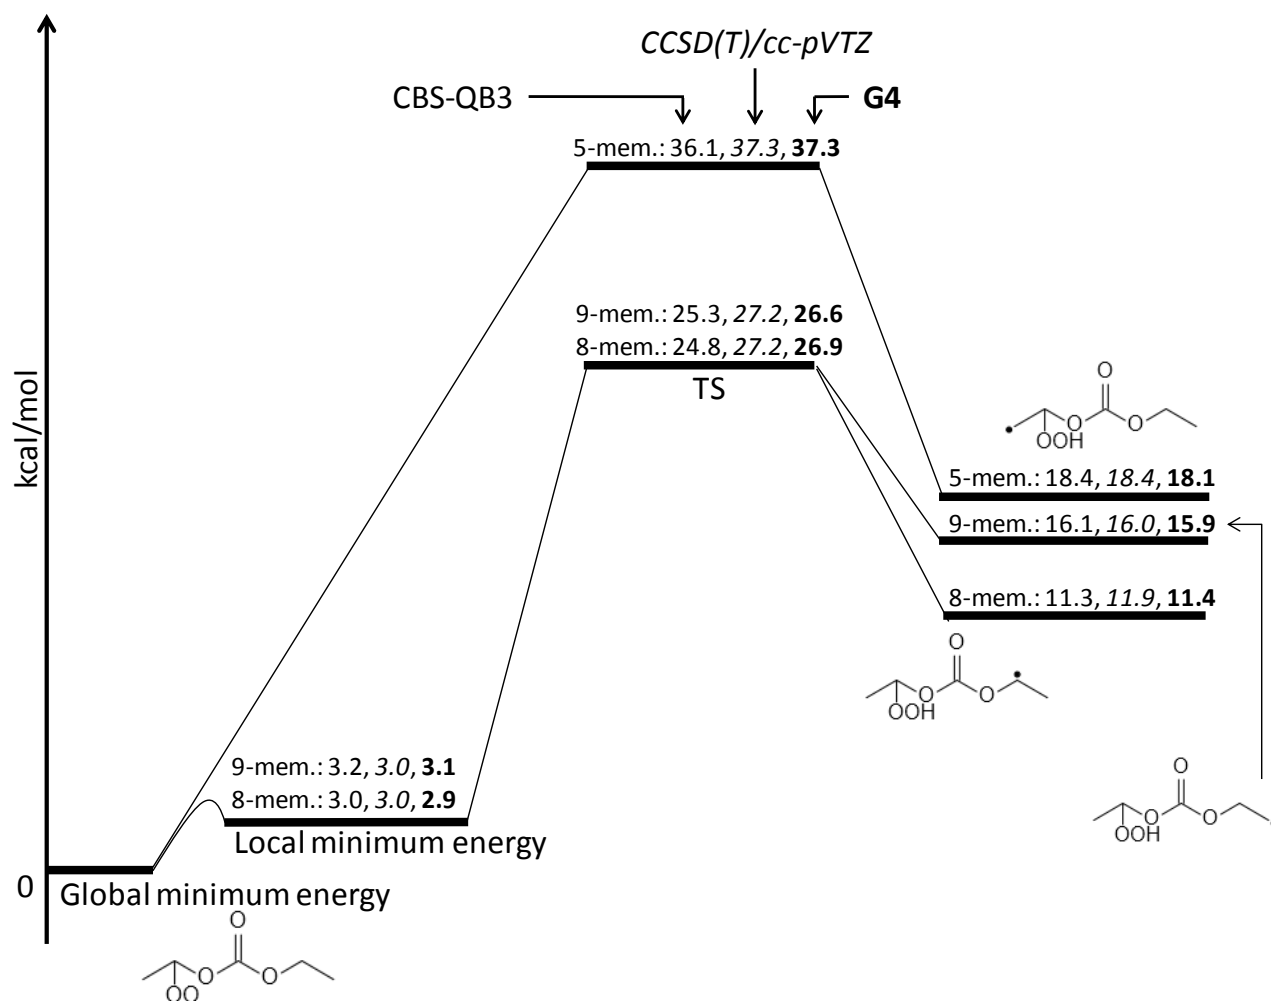 CCSD(T)/cc-pVTZ
CBS-QB3
G4
5-mem.: 36.1, 37.3, 37.3
9-mem.: 25.3, 27.2, 26.6
8-mem.: 24.8, 27.2, 26.9
TS
kcal/mol
O
O
O
OOH
5-mem.: 18.4, 18.4, 18.1
9-mem.: 16.1, 16.0, 15.9
8-mem.: 11.3, 11.9, 11.4
O
O
O
OOH
9-mem.: 3.2, 3.0, 3.1
8-mem.: 3.0, 3.0, 2.9
Local minimum energy
O
O
O
OOH
0
Global minimum energy
O
O
O
OO